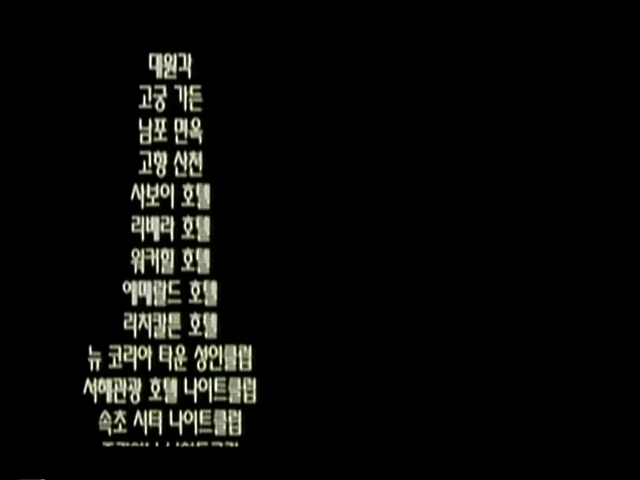 대원각
고궁 가든
남포 면옥
고향 산천
사보이 호텔
리베라 호텔
워커힐 호텔
에메랄드 호텔
리치칼튼 호텔
뉴 코리아 타운 성인클럽
서해관광 호텔 나이트클럽
속초 시티 나이트클럽